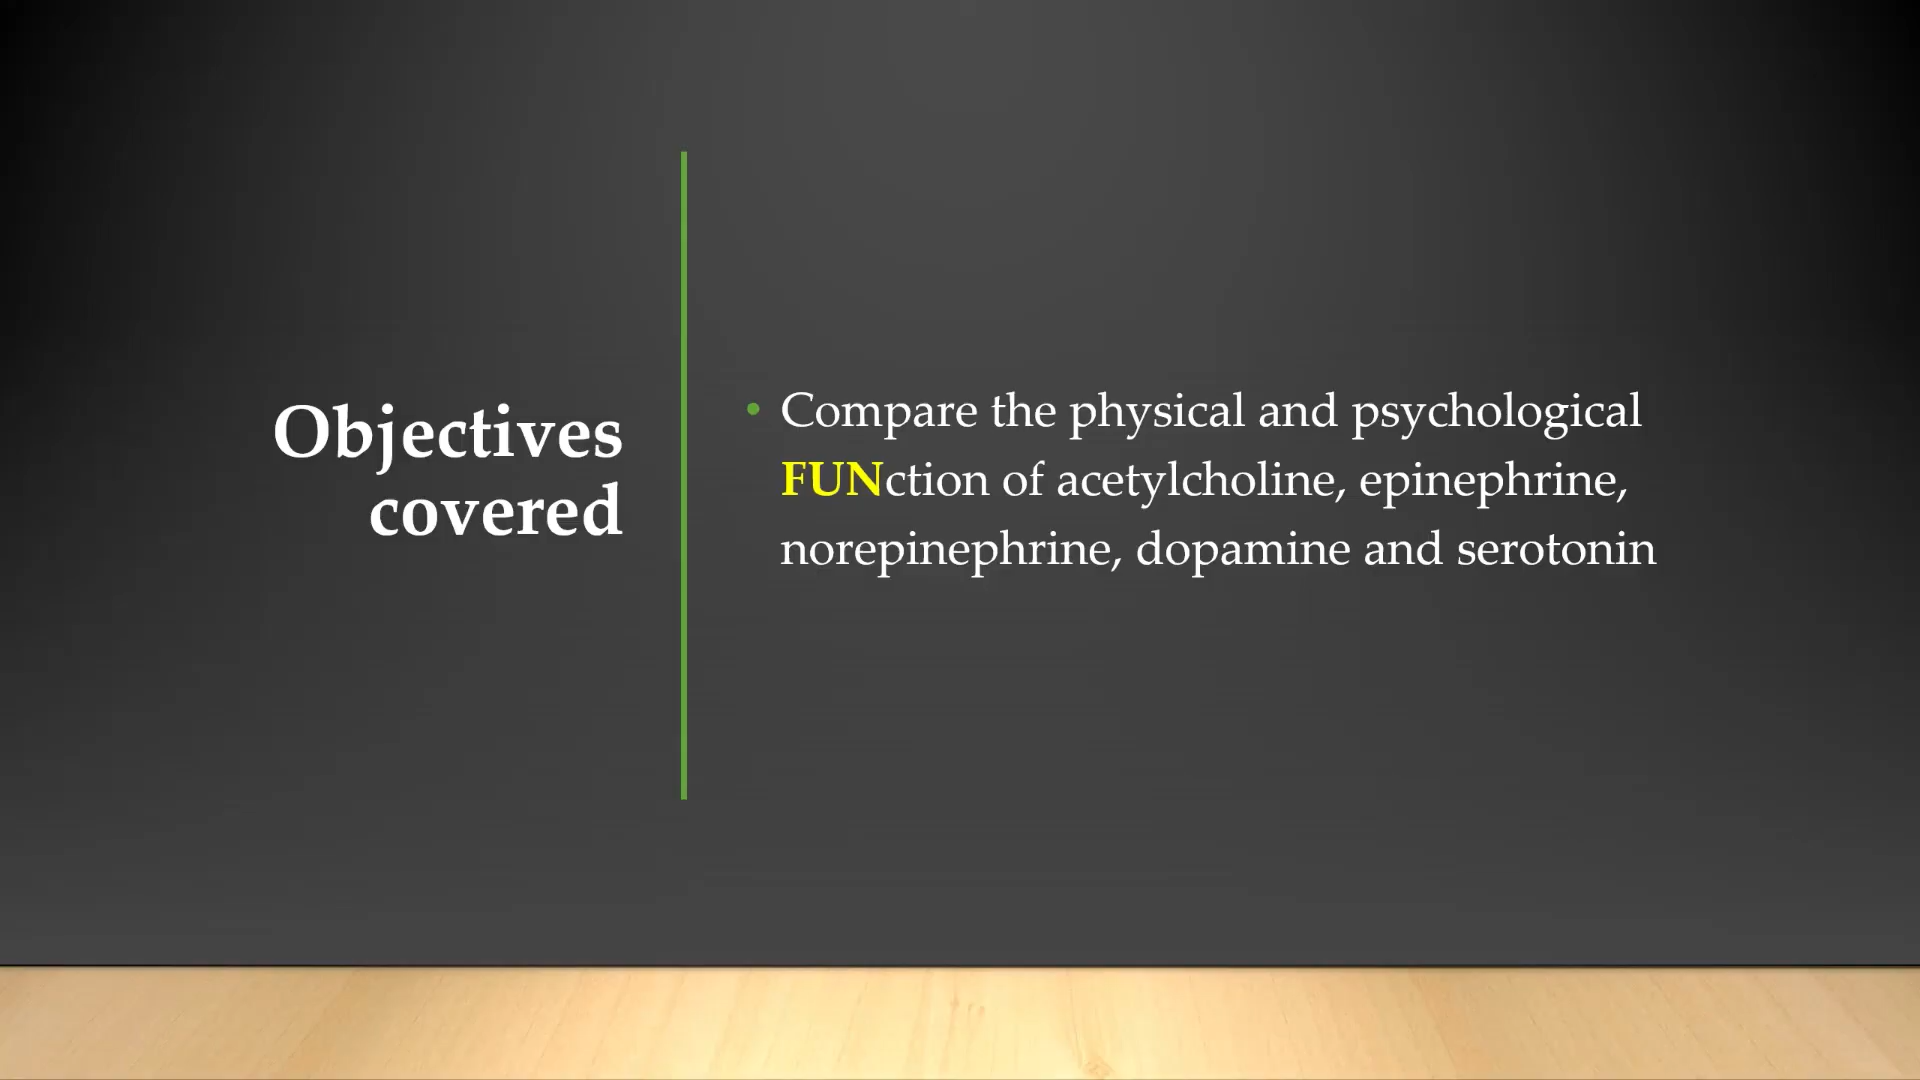 Objectives
covered
• Compare the physical and psychological
FUNction of acetylcholine, epinephrine,
norepinephrine, dopamine and serotonin